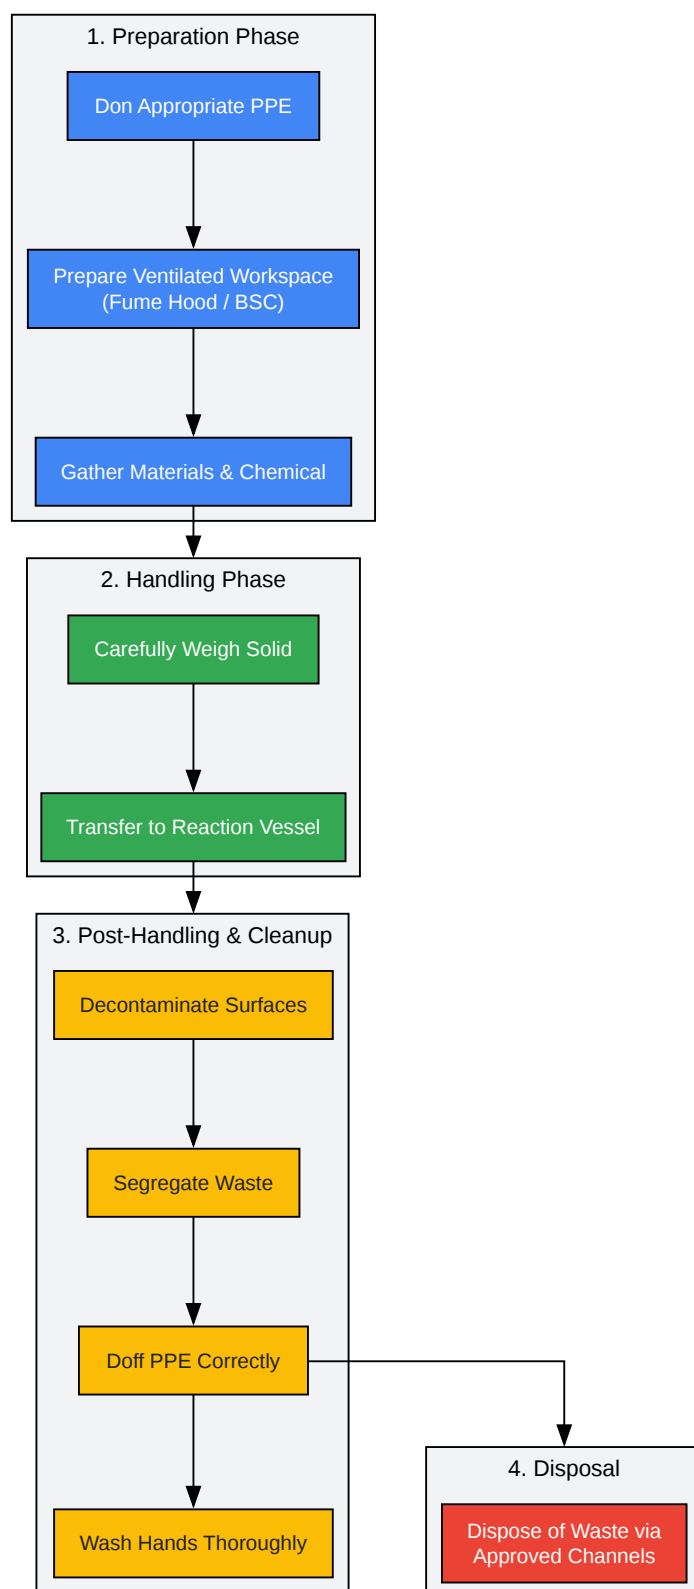 1. Preparation Phase
Don Appropriate PPE
Prepare Ventilated Workspace
(Fume Hood / BSC)
Gather Materials & Chemical
2. Handling Phase
Carefully Weigh Solid
Transfer to Reaction Vessel
3. Post-Handling & Cleanup
Decontaminate Surfaces
Segregate Waste
Doff PPE Correctly
Wash Hands Thoroughly
4. Disposal
Dispose of Waste via
Approved Channels